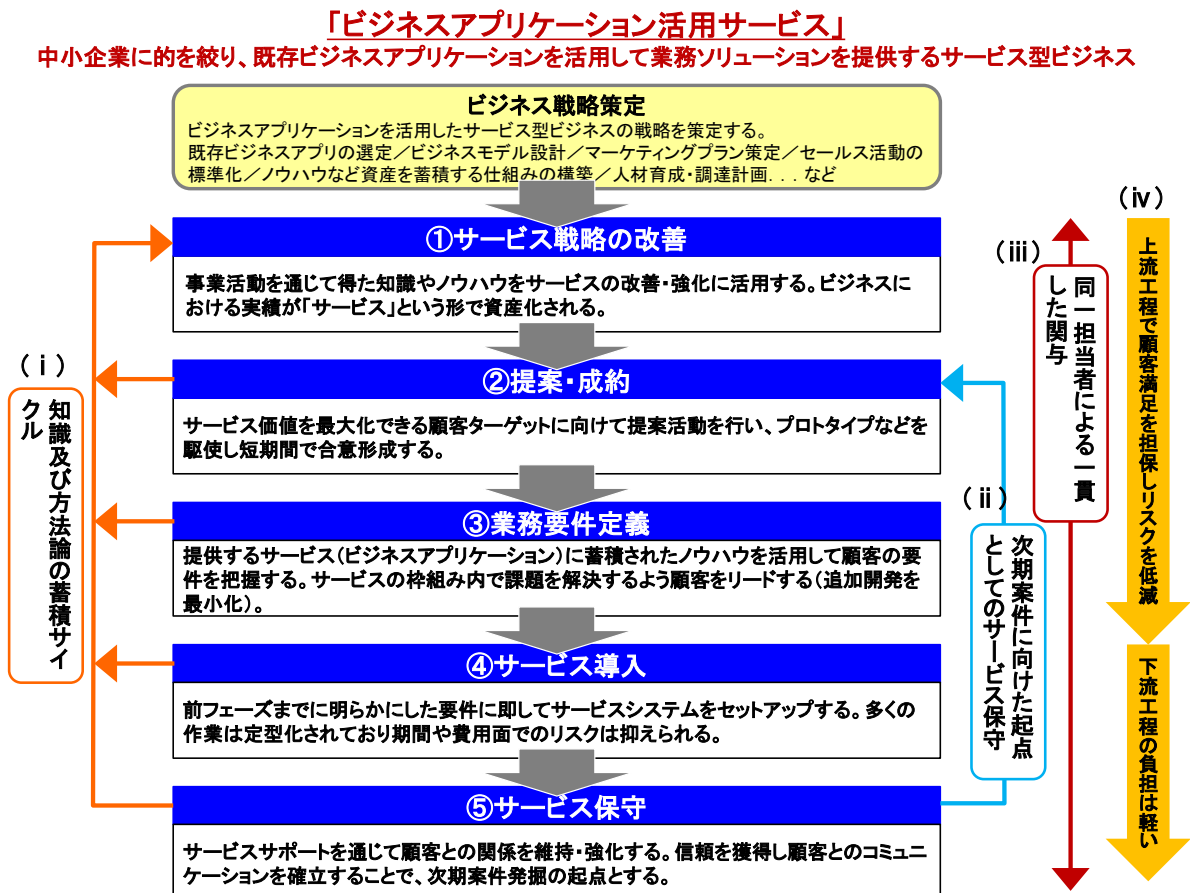 「ビジネスアプリケーション活用サービス」
中小企業に的を絞り、既存ビジネスアプリケーションを活用して業務ソリューションを提供するサービス型ビジネス
ビジネス戦略策定
ビジネスアプリケーションを活用したサービス型ビジネスの戦略を策定する。
既存ビジネスアプリの選定／ビジネスモデル設計／マーケティングプラン策定／セールス活動の
標準化／ノウハウなど資産を蓄積する仕組みの構築／人材育成・調達計画．．．など
①サービス戦略の改善
事業活動を通じて得た知識やノウハウをサービスの改善・強化に活用する。ビジネスに
おける実績が「サービス」という形で資産化される。
②提案・成約
サービス価値を最大化できる顧客ターゲットに向けて提案活動を行い、プロトタイプなどを
駆使し短期間で合意形成する。
③業務要件定義
提供するサービス（ビジネスアプリケーション）に蓄積されたノウハウを活用して顧客の要
件を把握する。サービスの枠組み内で課題を解決するよう顧客をリードする（追加開発を
最小化）。
④サービス導入
前フェーズまでに明らかにした要件に即してサービスシステムをセットアップする。多くの
作業は定型化されており期間や費用面でのリスクは抑えられる。
⑤サービス保守
サービスサポートを通じて顧客との関係を維持・強化する。信頼を獲得し顧客とのコミュニ
ケーションを確立することで、次期案件発掘の起点とする。
（ⅰ）
知識及び方法論の蓄積サイ
クル
（ⅱ）
次期案件に向けた起点
としてのサービス保守
（ⅲ）
同一担当者による一貫
した関与
（ⅳ）
上流工程で顧客満足を担保しリスクを低減
下流工程の負担は軽い